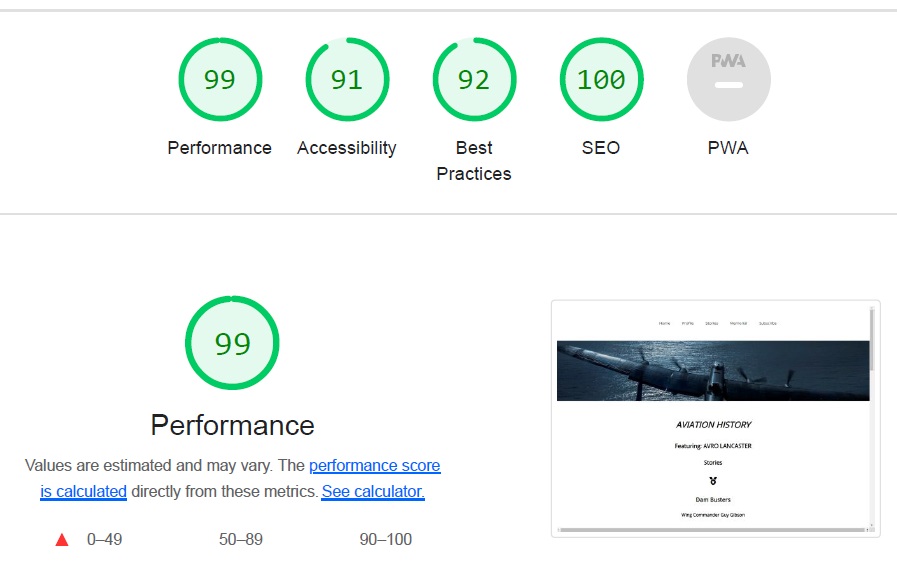 99
91
92
100
PWA
Performance
Accessibility
Best
Practices
SEO
PWA
99
Performance
Values are estimated and may vary. The performance score
is calculated directly from these metrics. See calculator.
0–49
50–89
90–100
Home Profile Stories Memorial Subscribe
AVIATION HISTORY
Featuring: AVRO LANCASTER
Stories
Dam Busters
Wing Commander Guy Gibson